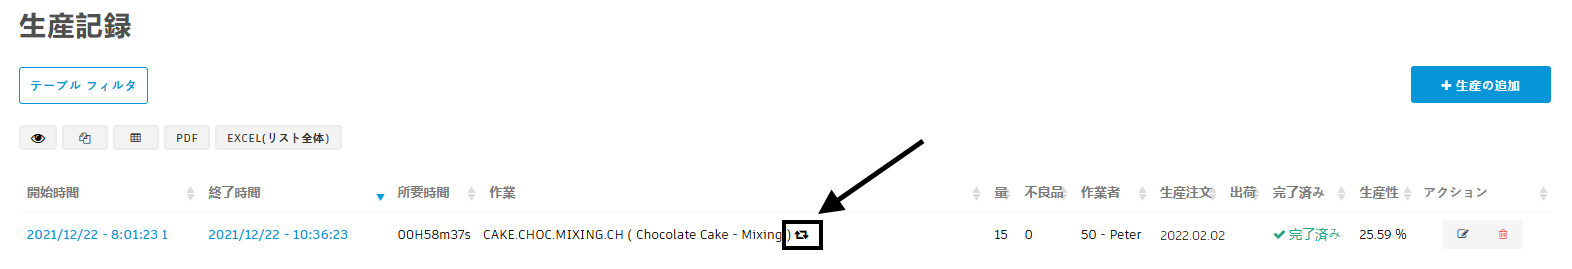 生産記録
テーブル フィルタ
生産の追加
PDF EXCEL(リスト全体)
開始時間 終了時間 所要時間 作業 量 不良品 作業者 生産注文 出荷 完了済み 生産性 アクション
2021/12/22 - 8:01:23 1 2021/12/22 - 10:36:23 00H58m37s CAKE.CHOC.MIXING.CH ( Chocolate Cake - Mixing ) 15 0 50 - Peter 2022.02.02 完了済み 25.59 %